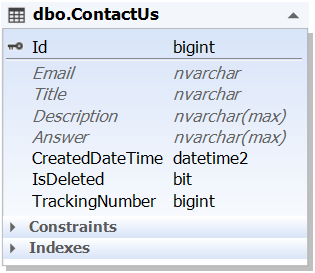 dbo.ContactUs
Id bigint
Email nvarchar
Title nvarchar
Description nvarchar(max)
Answer nvarchar(max)
CreatedDateTime datetime2
IsDeleted bit
TrackingNumber bigint
Constraints
Indexes